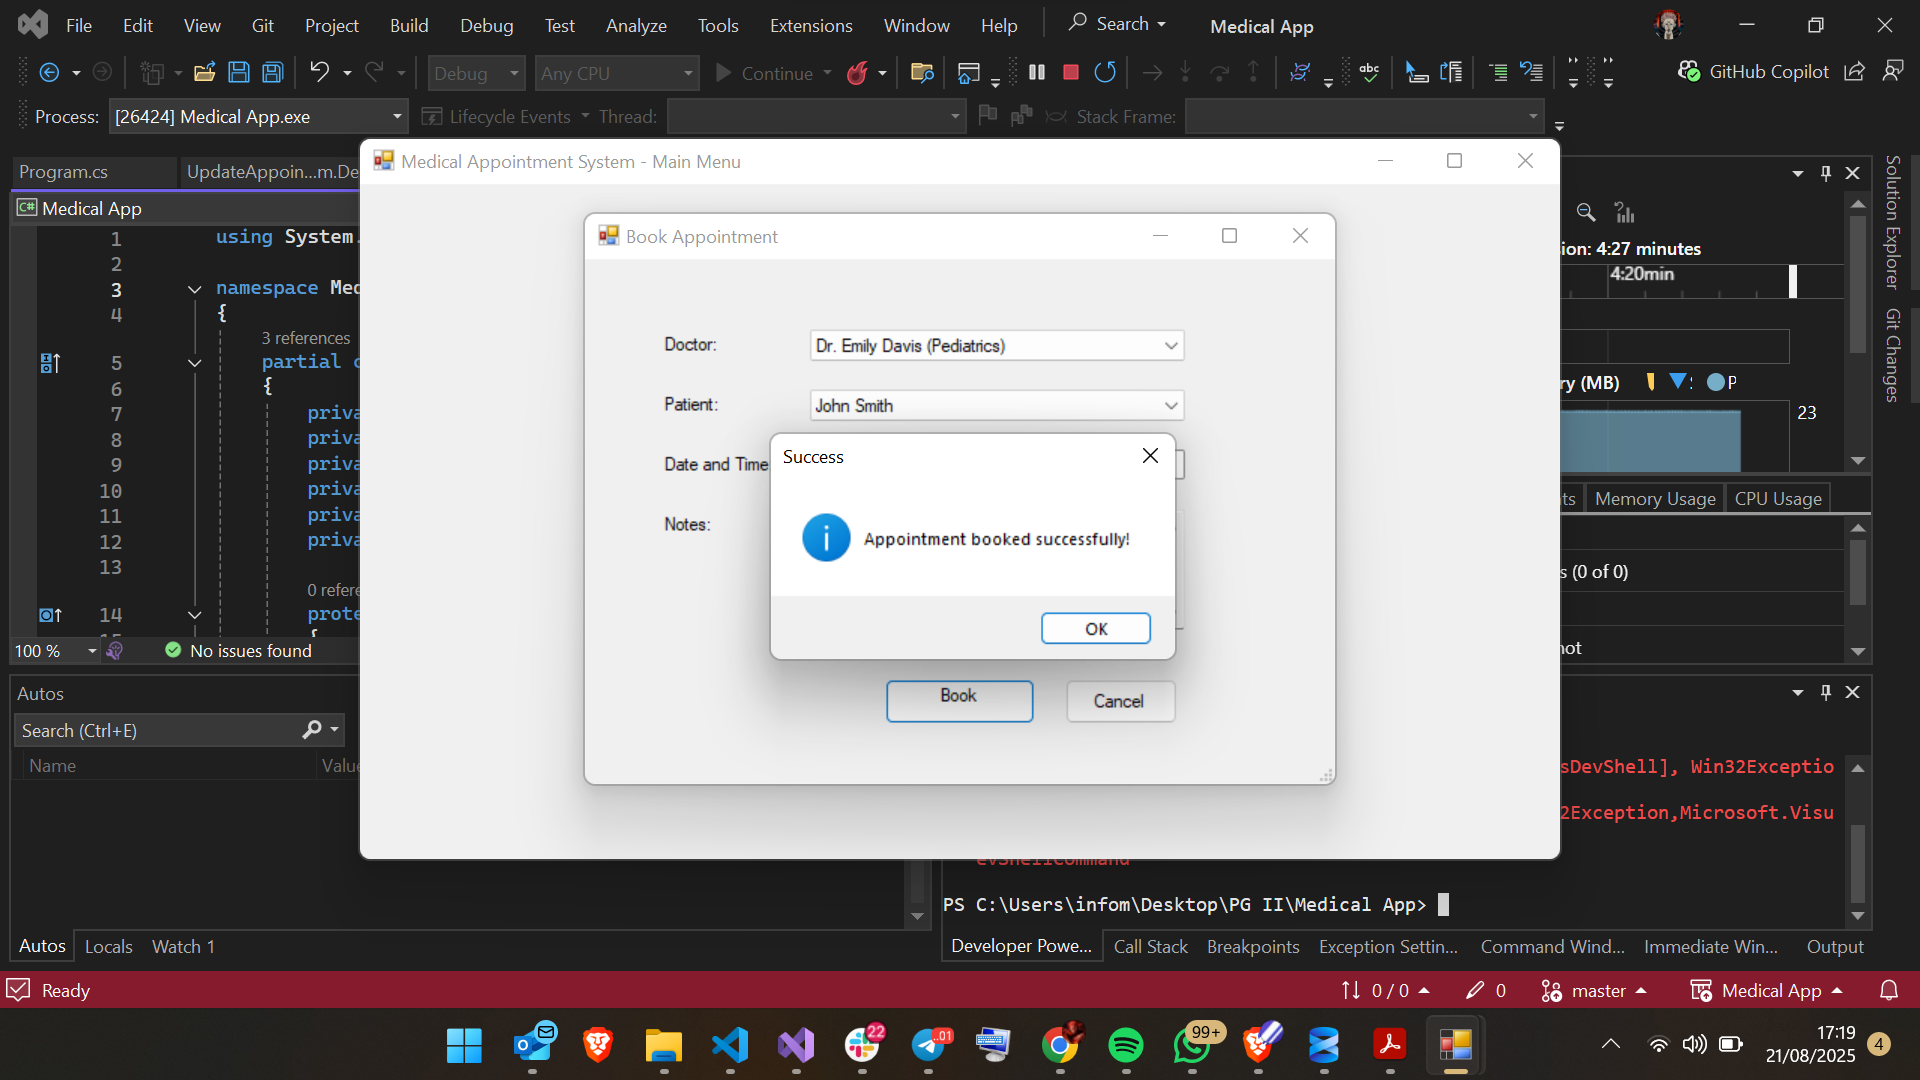 File Edit View Git Project Build Debug Test Analyze Tools Extensions Window Help Search Medical App
Debug Any CPU Continue abc GitHub Copilot
Process: [26424] Medical App.exe Lifecycle Events Thread: Stack Frame:
Program.cs UpdateAppoin...m.De
Medical App
1 using System.
2
3 namespace Med
4 {
3 references
5 partial c
6 {
7 priva
8 priva
9 priva
10 priva
11 priva
12 priva
13
0 refere
14 prote
100 % No issues found
Autos
Search (Ctrl+E)
Name Value
Autos Locals Watch 1
Medical Appointment System - Main Menu
Book Appointment
Doctor: Dr. Emily Davis (Pediatrics)
Patient: John Smith
Date and Time
Notes:
Success
Appointment booked successfully!
OK
Book Cancel
ion: 4:27 minutes
4:20min
ry (MB) P
23
ts Memory Usage CPU Usage
s (0 of 0)
hot
Solution Explorer
Git Changes
sDevShell], Win32Exceptio
2Exception,Microsoft.Visu
evShellCommand
PS C:\Users\infom\Desktop\PG II\Medical App>
Developer Powe... Call Stack Breakpoints Exception Settin... Command Wind... Immediate Win... Output
Ready 0 / 0 0 master Medical App
22 ..01 99+
17:19
21/08/2025 4